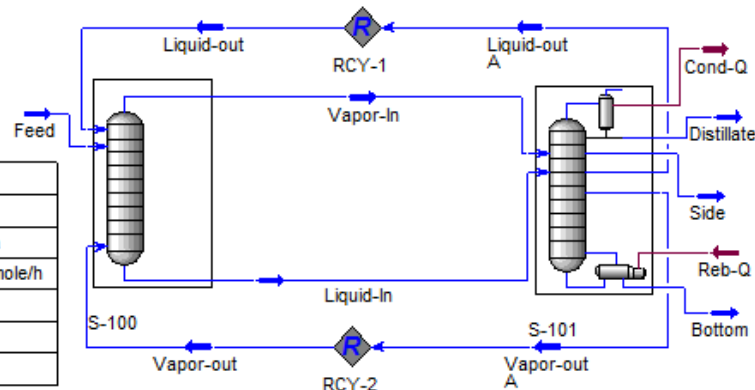 Liquid-out
R
RCY-1
Liquid-out
A
Cond-Q
Feed
Vapor-In
Distillate
Side
nole/h
Liquid-In
Reb-Q
S-100
S-101
Bottom
Vapor-out
R
RCY-2
Vapor-out
A